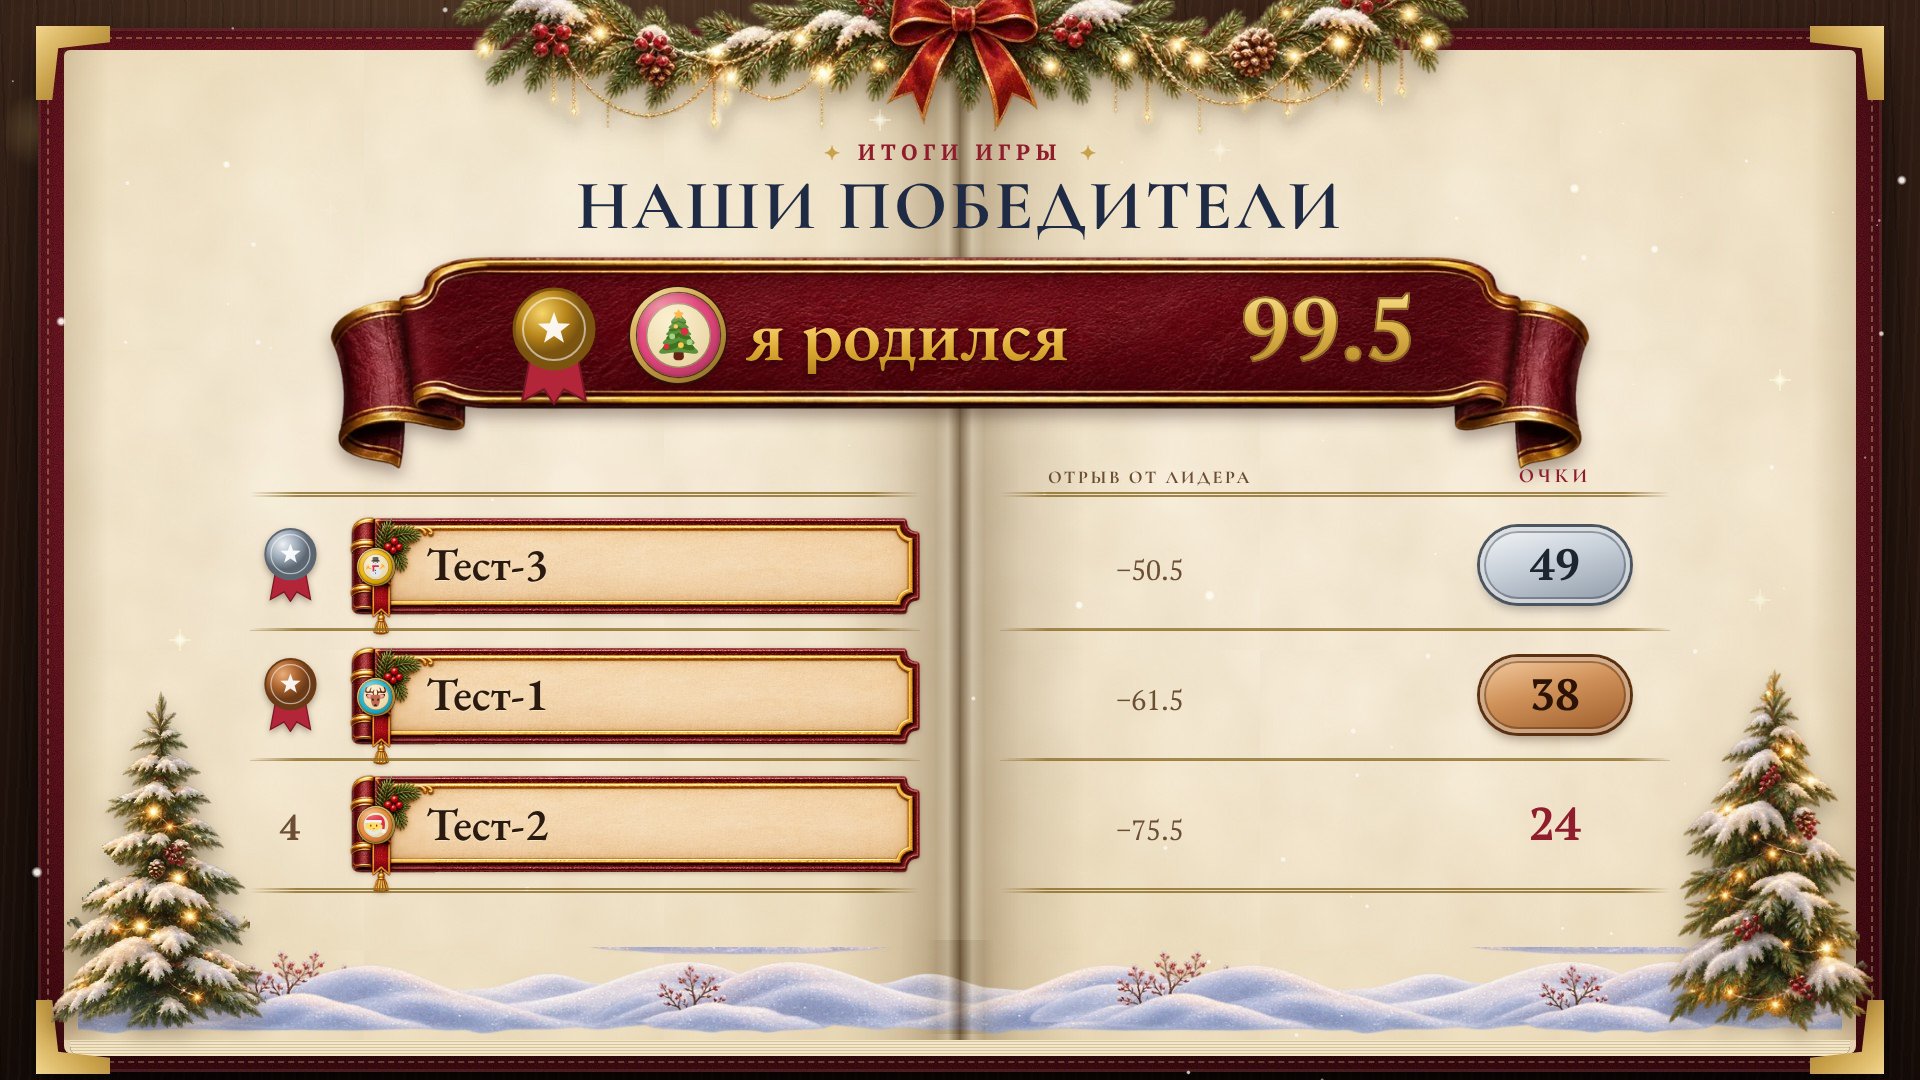 ИТОГИ ИГРЫ
НАШИ ПОБЕДИТЕЛИ
я родился 99.5
ОТРЫВ ОТ ЛИДЕРА ОЧКИ
Тест-3 −50.5 49
Тест-1 −61.5 38
4 Тест-2 −75.5 24